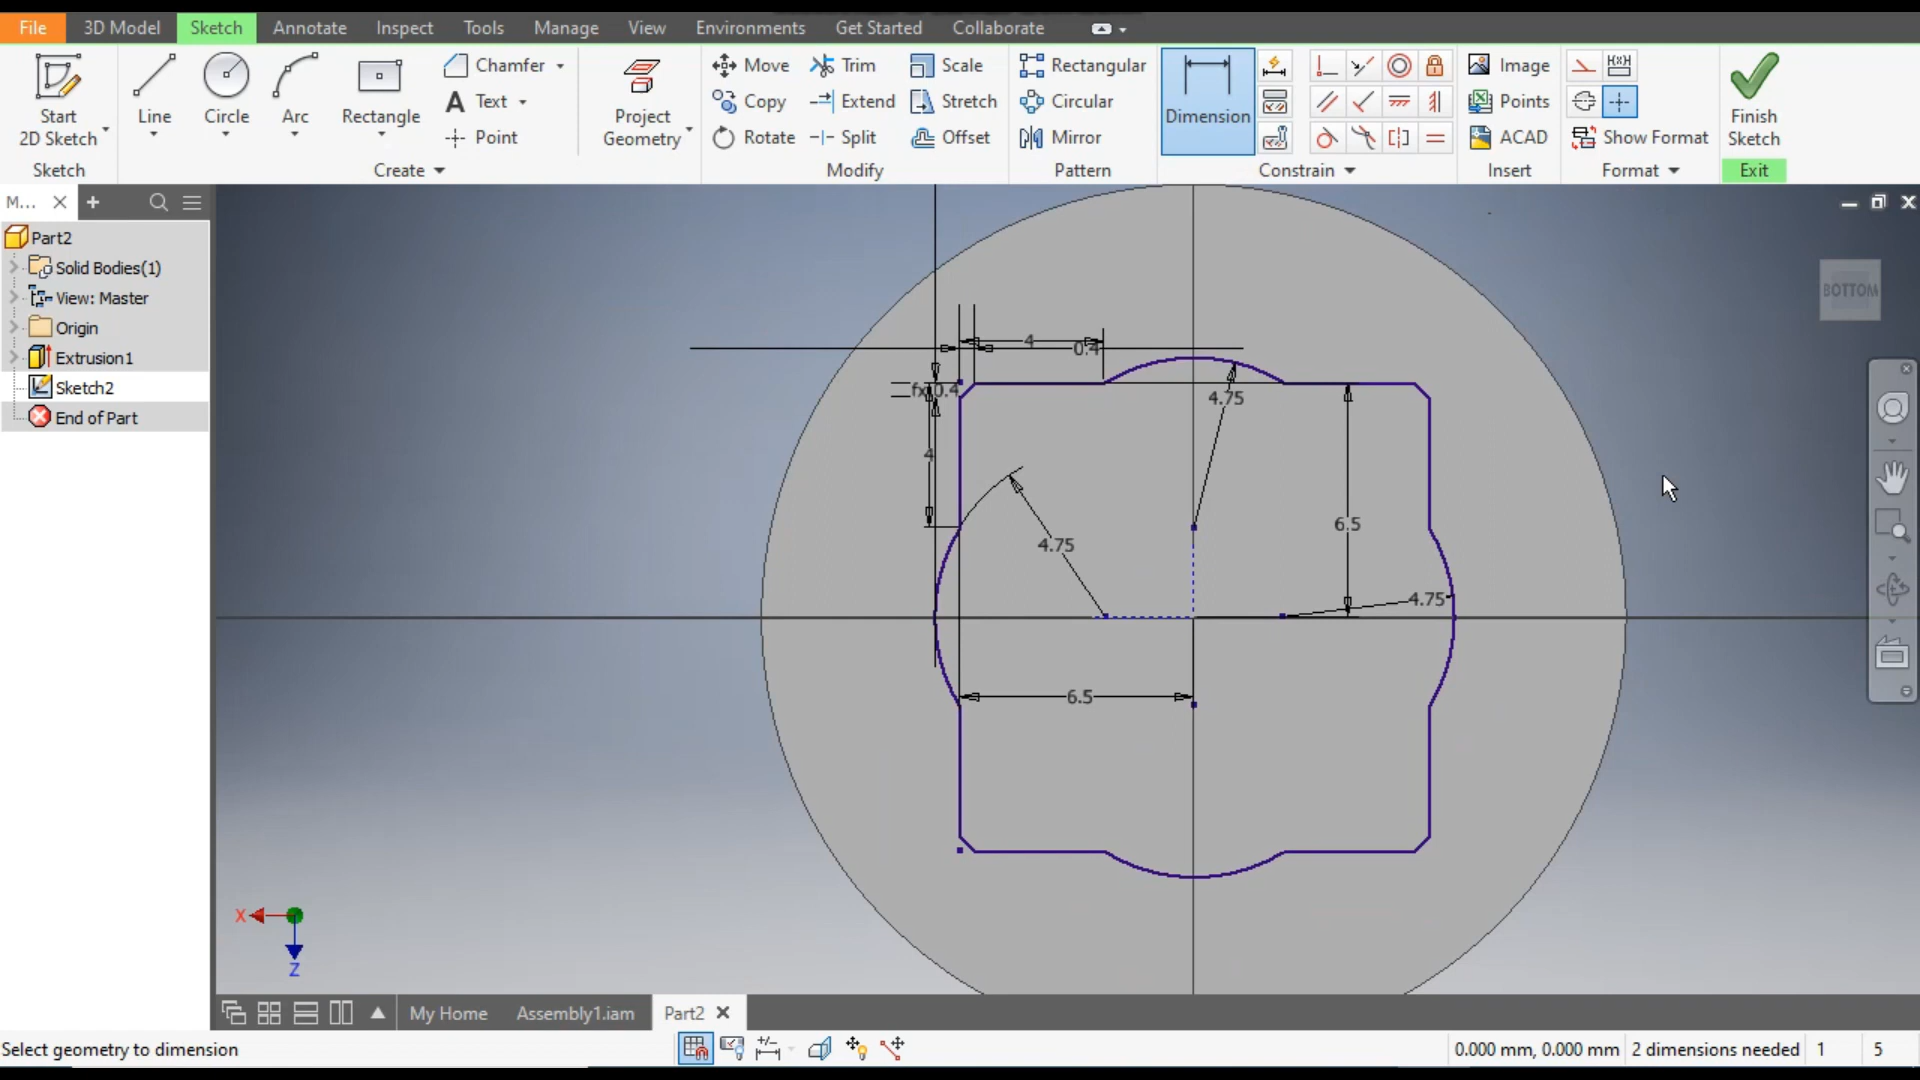 File 3D Model Sketch Annotate Inspect Tools Manage View Environments Get Started Collaborate
Start
2D Sketch
Line
Circle
Arc
Rectangle
Chamfer
Text
Point
Project
Geometry
Move
Copy
Rotate
Trim
Extend
Split
Scale
Stretch
Offset
Rectangular
Circular
Mirror
Dimension
Image
Points
ACAD
Show Format
Finish
Sketch
Sketch Create Modify Pattern Constrain Insert Format Exit
M...
Part2
Solid Bodies(1)
View: Master
Origin
Extrusion1
Sketch2
End of Part
BOTTOM
4
0.4
fx:0.4
4.75
4
6.5
4.75
4.75
6.5
X
Z
My Home Assembly1.iam Part2
Select geometry to dimension
0.000 mm, 0.000 mm 2 dimensions needed 1 5